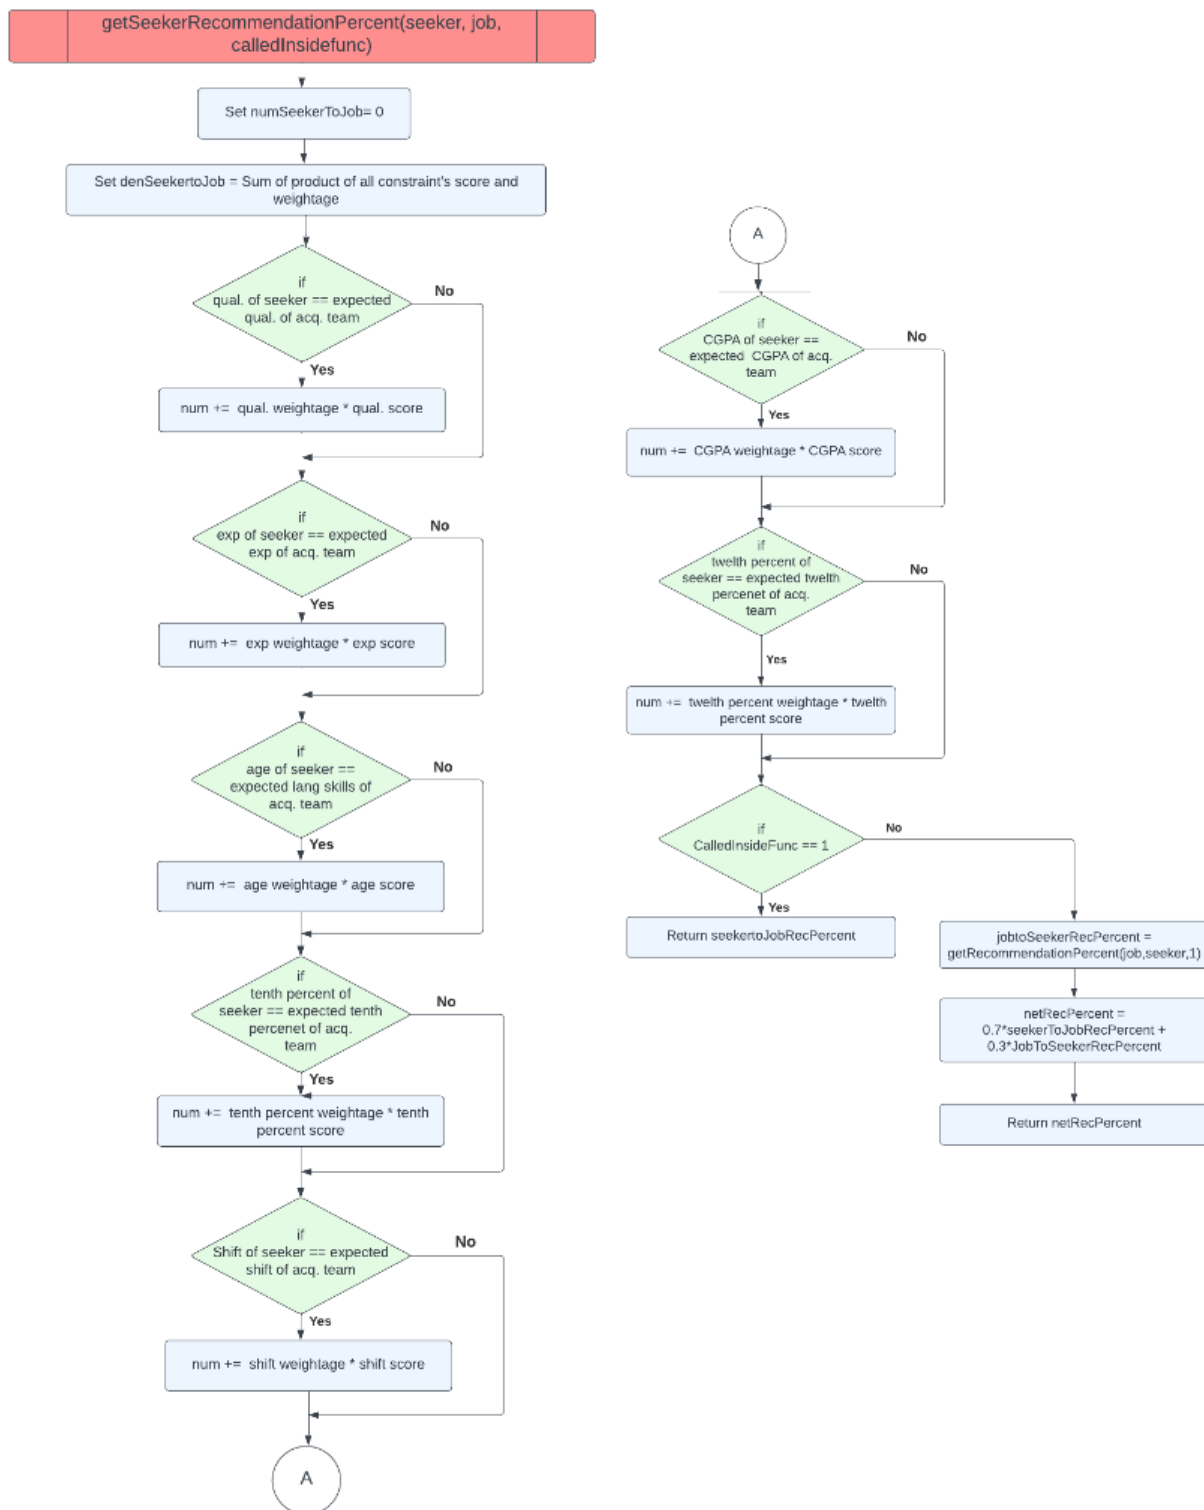 getSeekerRecommendationPercent(seeker, job,
calledInsidefunc)
Set numSeekerToJob= 0
Set denSeekertoJob = Sum of product of all constraint's score and
weightage
if
qual. of seeker == expected
qual. of acq. team
No
Yes
num += qual. weightage * qual. score
if
exp of seeker == expected
exp of acq. team
No
Yes
num += exp weightage * exp score
if
age of seeker ==
expected lang skills of
acq. team
No
Yes
num += age weightage * age score
if
tenth percent of
seeker == expected tenth
percenet of acq.
team
No
Yes
num += tenth percent weightage * tenth
percent score
if
Shift of seeker == expected
shift of acq. team
No
Yes
num += shift weightage * shift score
A
A
if
CGPA of seeker ==
expected CGPA of acq.
team
No
Yes
num += CGPA weightage * CGPA score
if
twelth percent of
seeker == expected twelth
percenet of acq.
team
No
Yes
num += twelth percent weightage * twelth
percent score
if
CalledInsideFunc == 1
No
Yes
Return seekertoJobRecPercent
jobtoSeekerRecPercent =
getRecommendationPercent(job,seeker,1)
netRecPercent =
0.7*seekerToJobRecPercent +
0.3*JobToSeekerRecPercent
Return netRecPercent